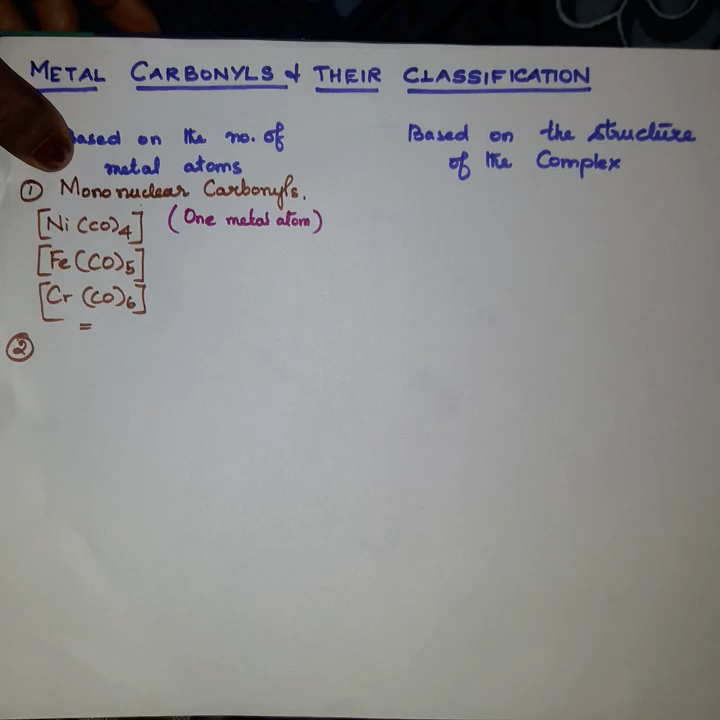 METAL CARBONYLS & THEIR CLASSIFICATION
Based on the no. of
metal atoms
Based on the structure
of the Complex
① Mononuclear Carbonyls.
[Ni (CO)4] (One metal atom)
[Fe (CO)5]
[Cr (CO)6]
=
②